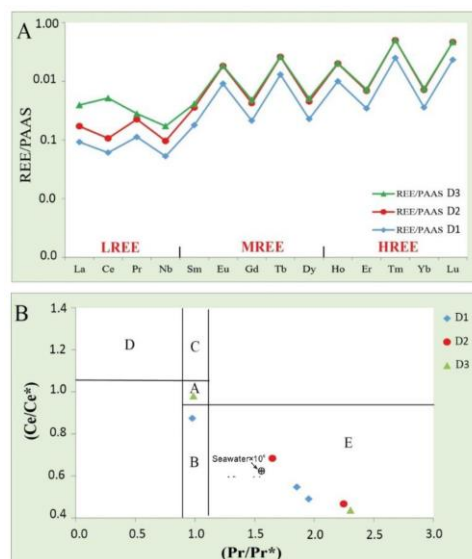 A
1.00
0.01
0.1
0.0
0.0
REE/PAAS
REE/PAAS D3
REE/PAAS D2
REE/PAAS D1
LREE MREE HREE
La Ce Pr Nb Sm Eu Gd Tb Dy Ho Er Tm Yb Lu
B
1.4
1.2
1.0
0.8
0.6
0.4
(Ce/Ce*)
D C
A
B
E
Seawater×10⁶
D1
D2
D3
0.0 0.5 1.0 1.5 2.0 2.5 3.0
(Pr/Pr*)